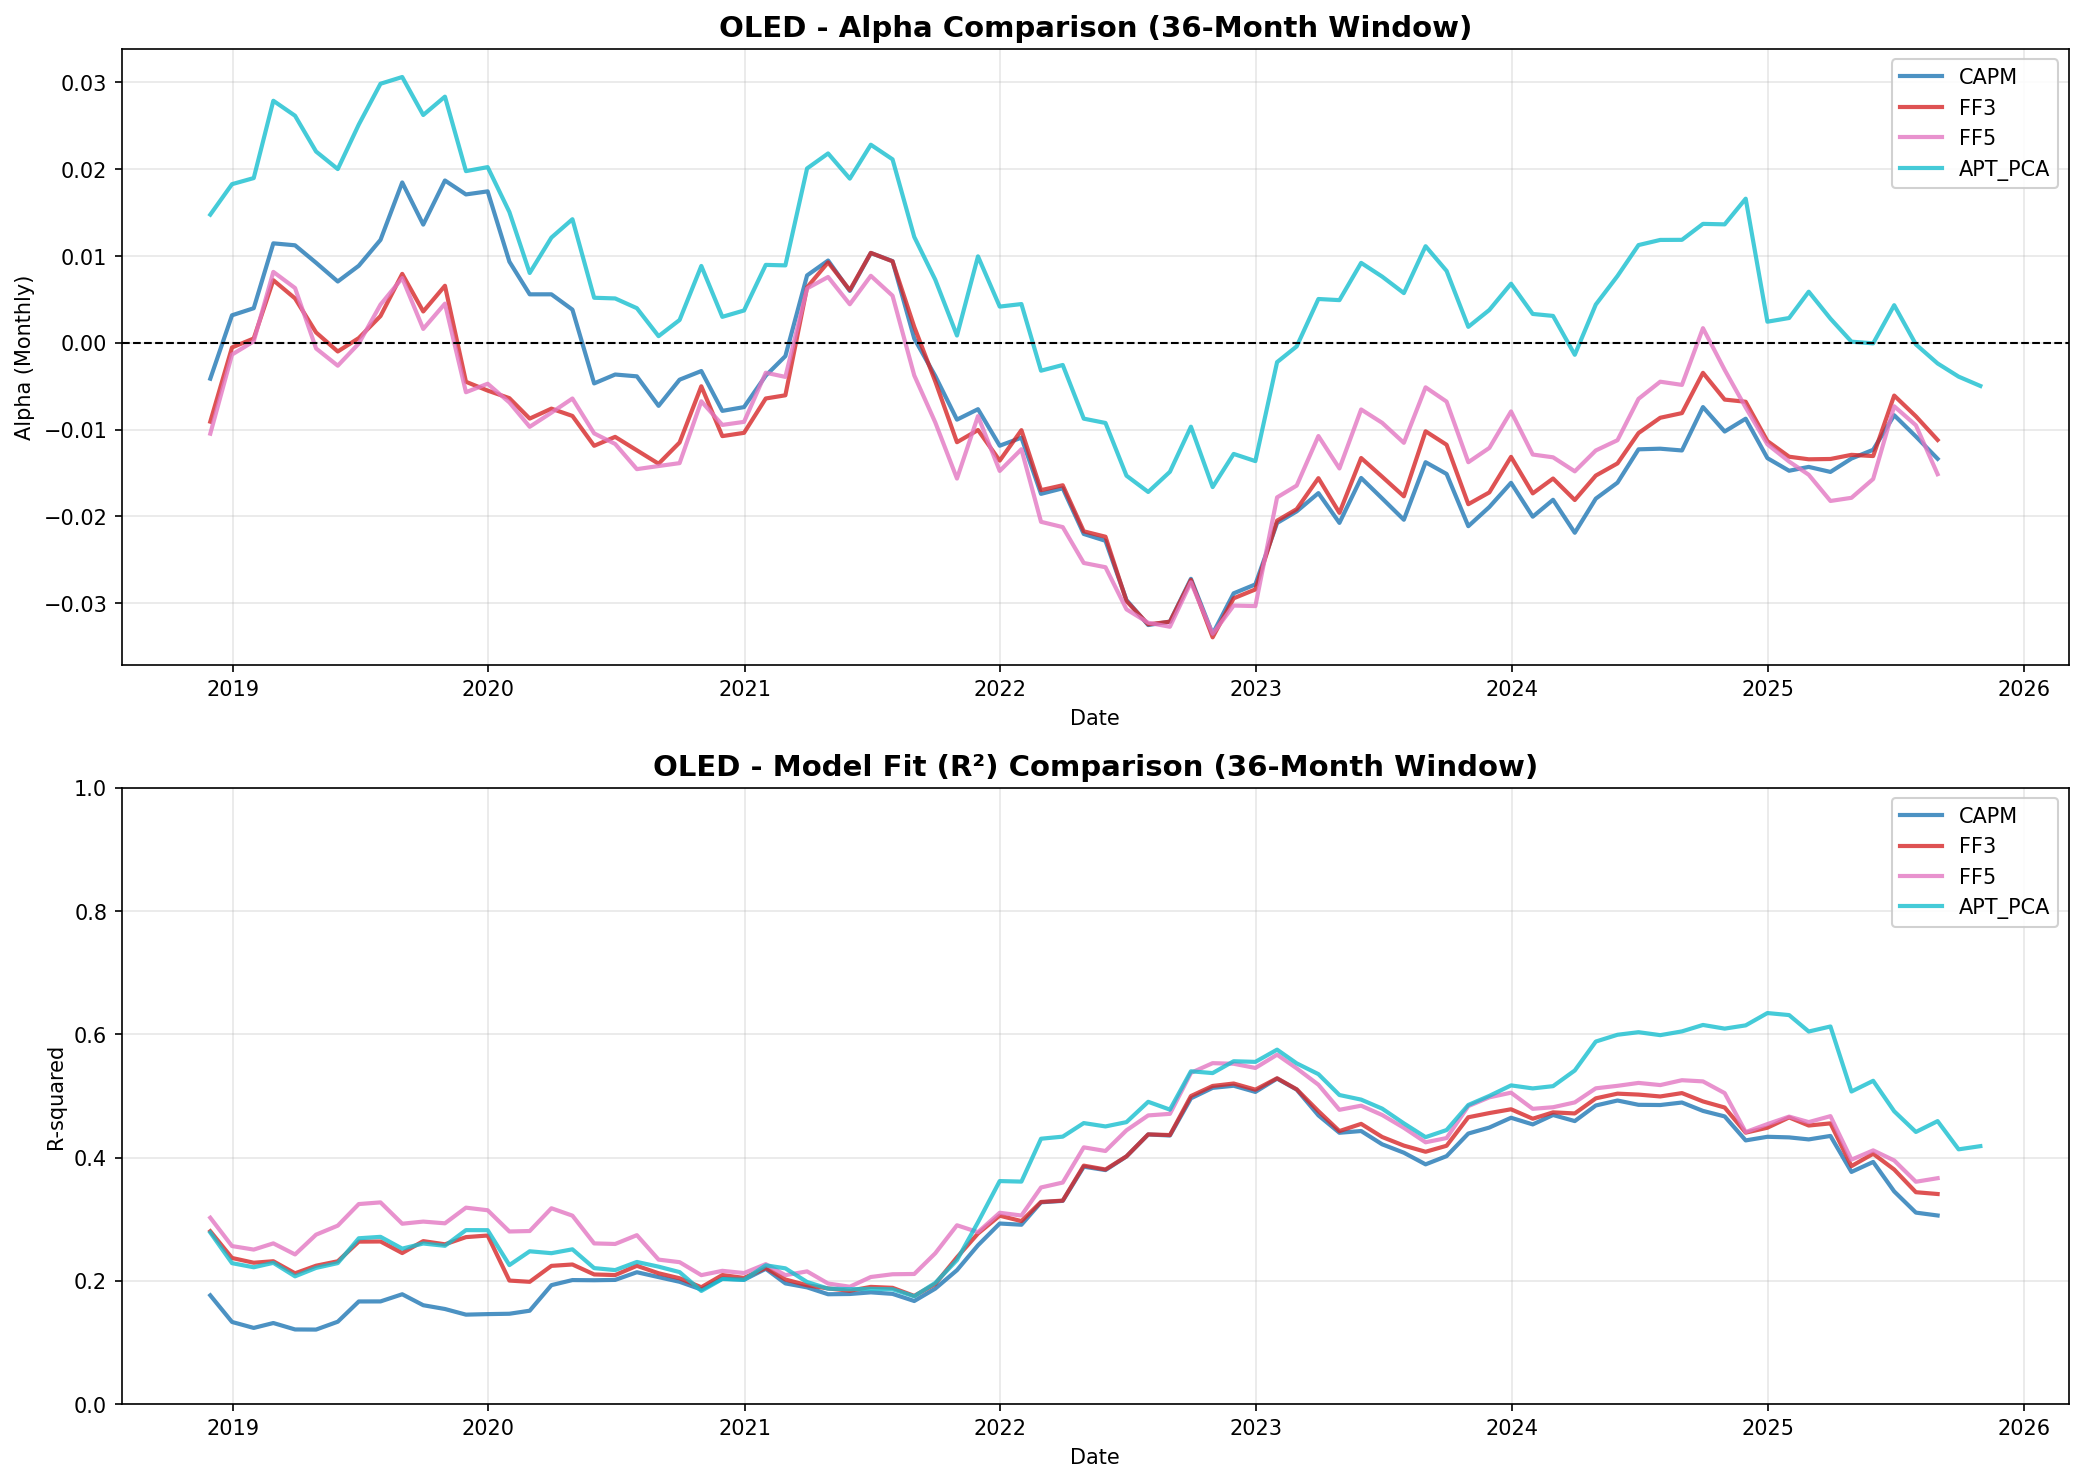 OLED - Alpha Comparison (36-Month Window)
0.03
0.02
0.01
0.00
−0.01
−0.02
−0.03
Alpha (Monthly)
CAPM
FF3
FF5
APT_PCA
2019 2020 2021 2022 2023 2024 2025 2026
Date
OLED - Model Fit (R²) Comparison (36-Month Window)
1.0
0.8
0.6
0.4
0.2
0.0
R-squared
CAPM
FF3
FF5
APT_PCA
2019 2020 2021 2022 2023 2024 2025 2026
Date